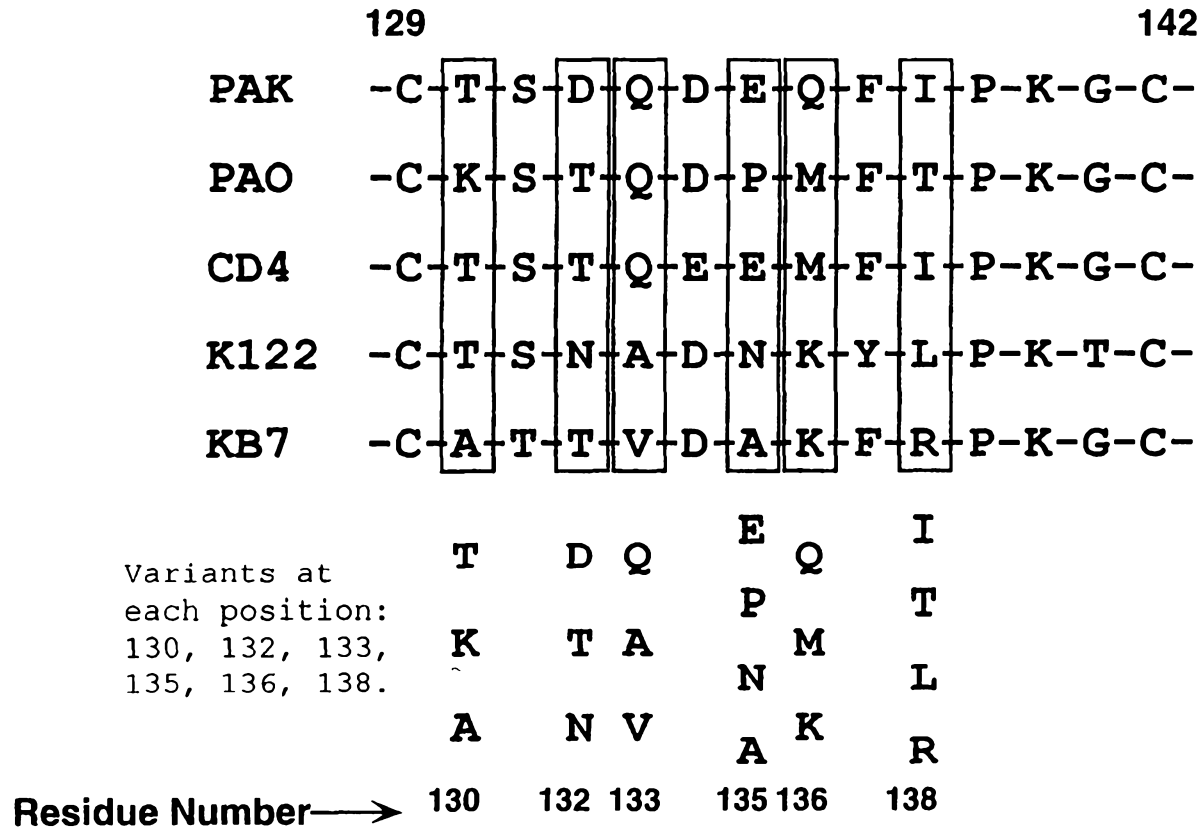 129 142
PAK -C-T-S-D-Q-D-E-Q-F-I-P-K-G-C-
PAO -C-K-S-T-Q-D-P-M-F-T-P-K-G-C-
CD4 -C-T-S-T-Q-E-E-M-F-I-P-K-G-C-
K122 -C-T-S-N-A-D-N-K-Y-L-P-K-T-C-
KB7 -C-A-T-T-V-D-A-K-F-R-P-K-G-C-
Variants at
each position:
130, 132, 133,
135, 136, 138.
T D Q E Q I
K T A P M T
A N V N K L
A R
Residue Number→ 130 132 133 135 136 138